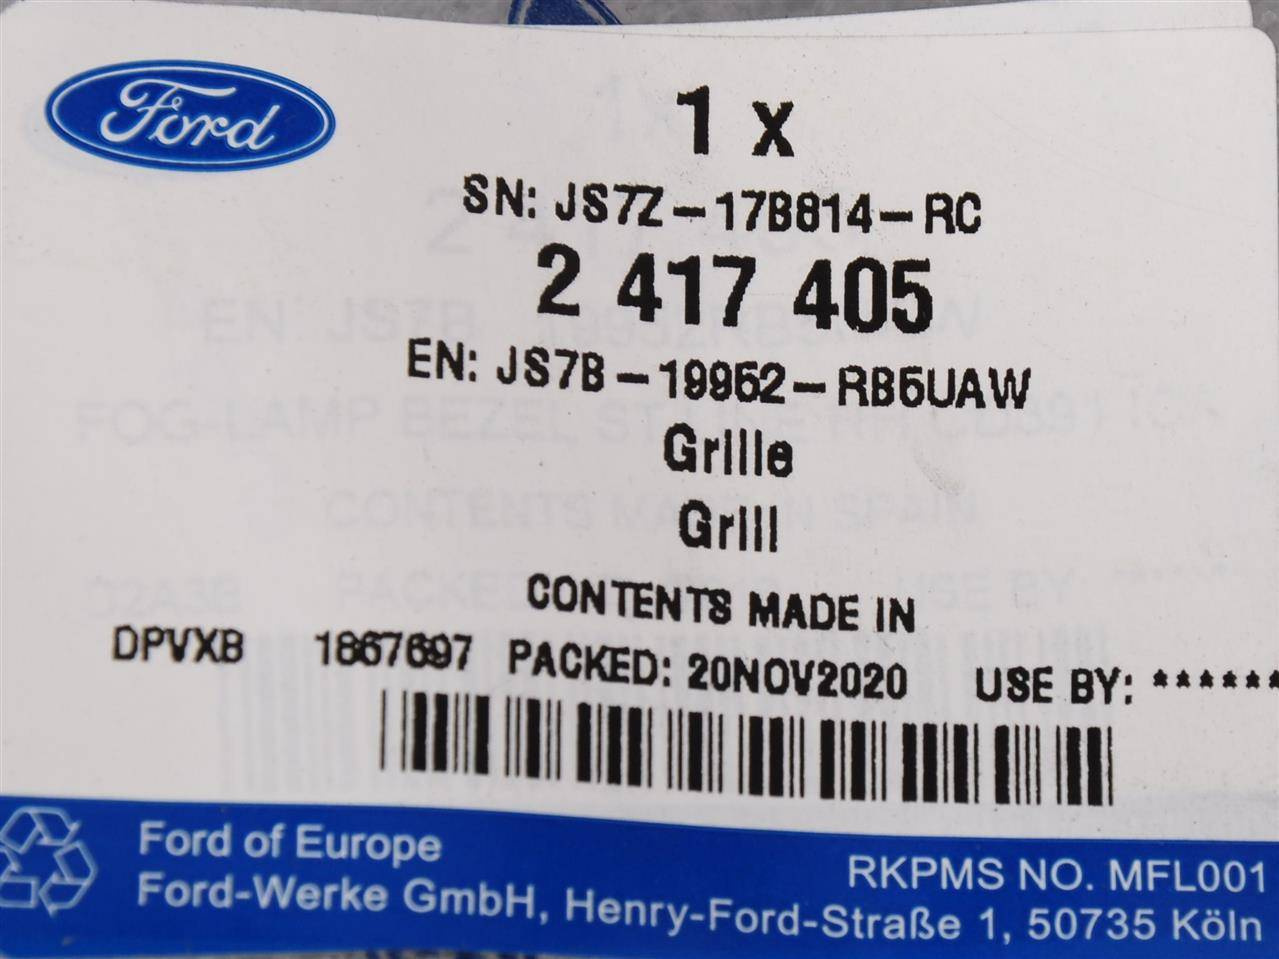 Ford
1 x
SN: JS7Z-17B814-RC
2 417 405
EN: JS7B-19952-RB5UAW
Grille
Grill
CONTENTS MADE IN
DPVXB 1867697 PACKED: 20NOV2020 USE BY: ******
Ford of Europe
Ford-Werke GmbH, Henry-Ford-Straße 1, 50735 Köln
RKPMS NO. MFL001